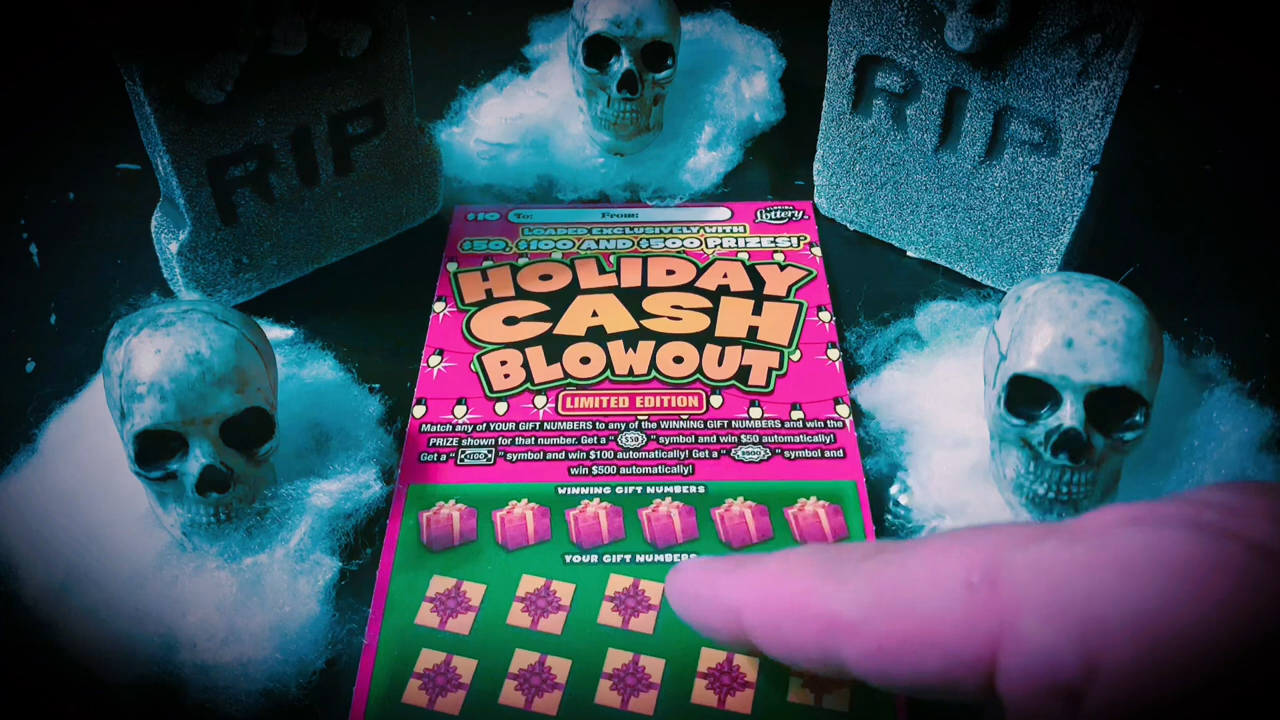 RIP
RIP
$10 To: From: FLORIDA Lottery
LOADED EXCLUSIVELY WITH
$50, $100 AND $500 PRIZES!*
HOLIDAY
CASH
BLOWOUT
LIMITED EDITION
Match any of YOUR GIFT NUMBERS to any of the WINNING GIFT NUMBERS and win the
PRIZE shown for that number. Get a "$50" symbol and win $50 automatically!
Get a "$100" symbol and win $100 automatically! Get a "$500" symbol and
win $500 automatically!
WINNING GIFT NUMBERS
YOUR GIFT NUMBERS